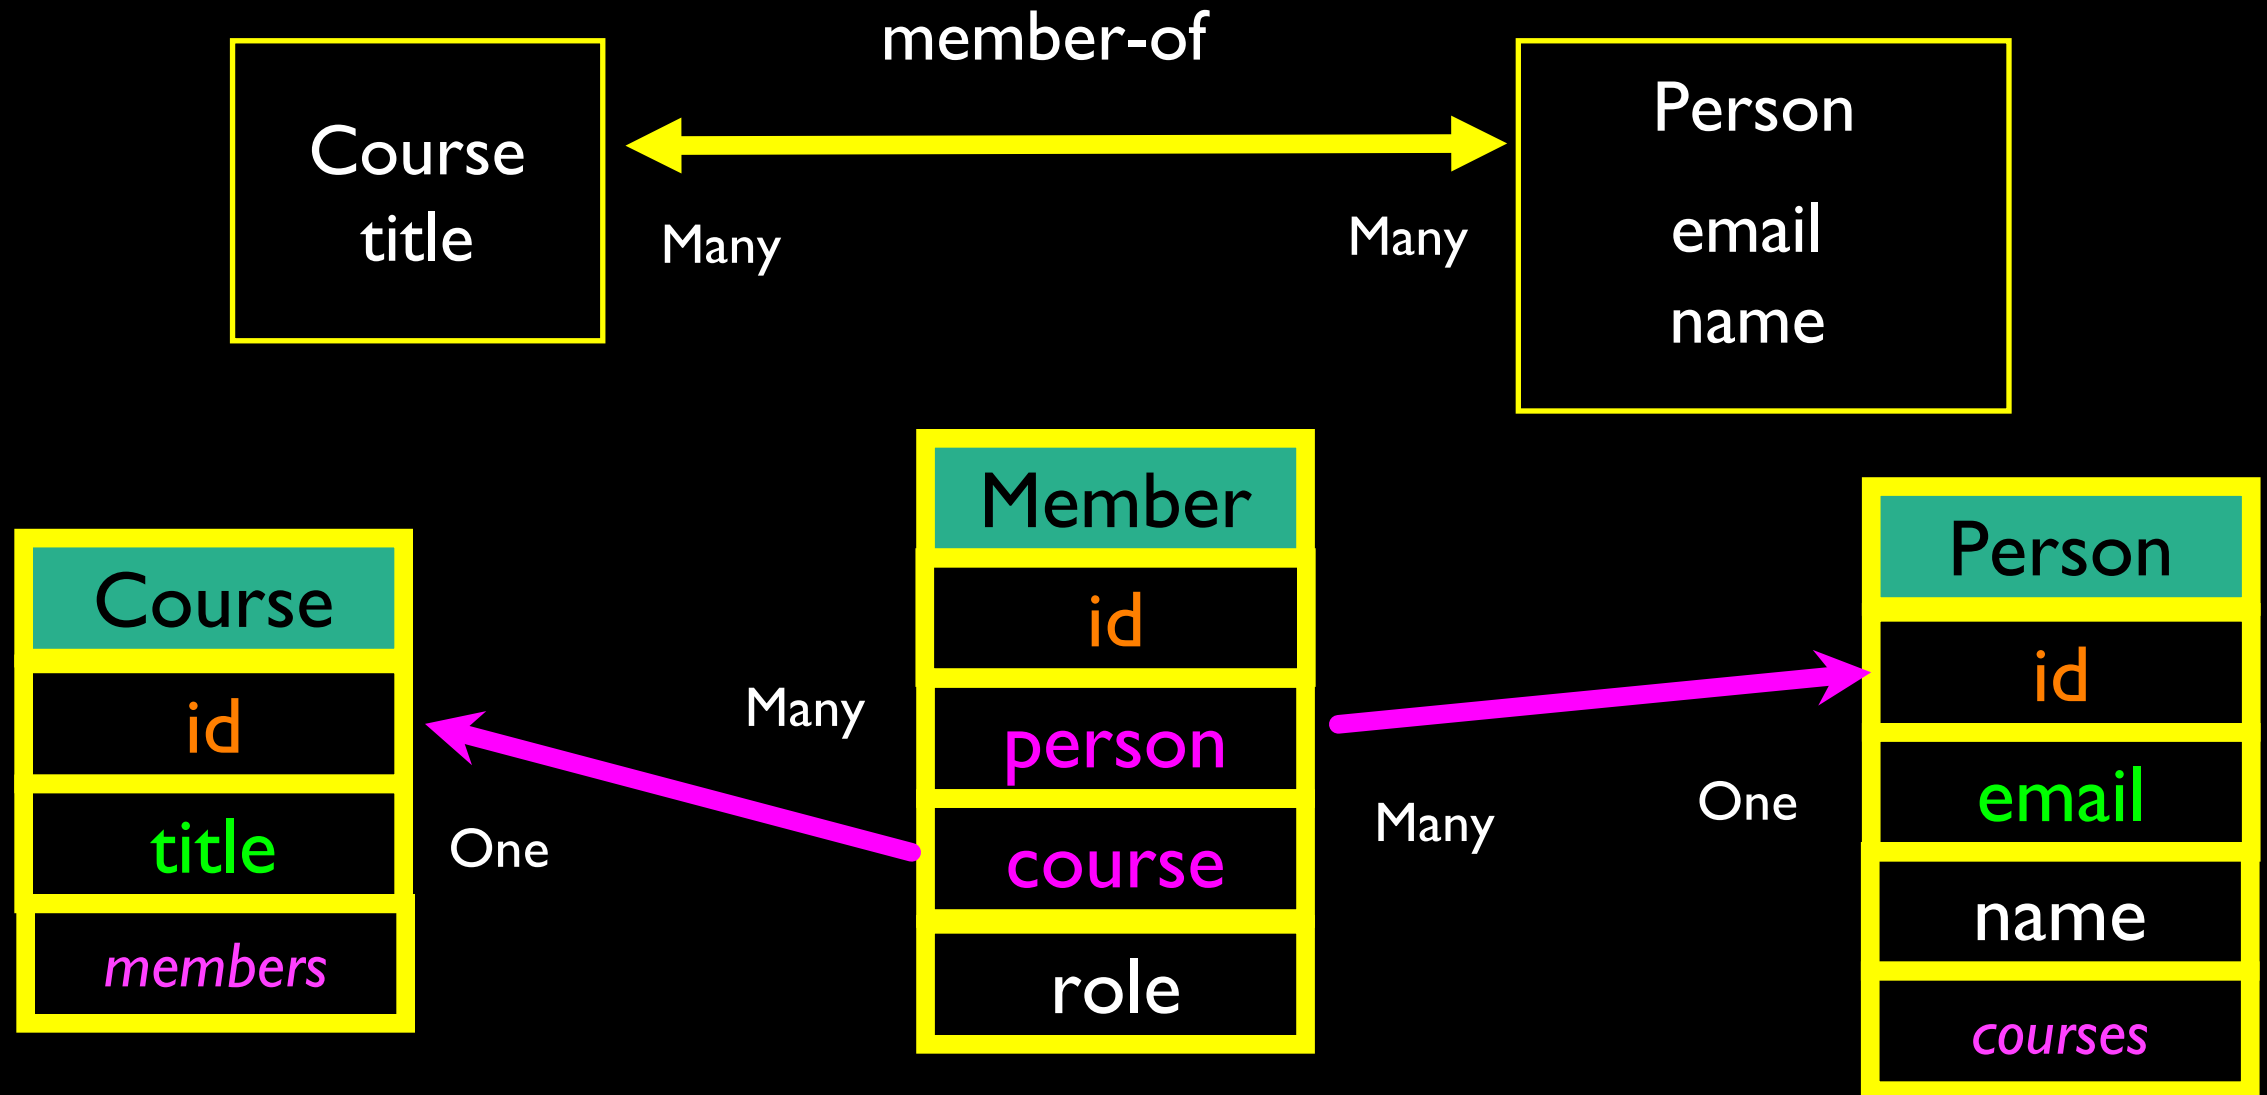 member-of
Course
title
Many
Many
Person
email
name
Course
id
title
members
One
Many
Member
id
person
course
role
Many
One
Person
id
email
name
courses